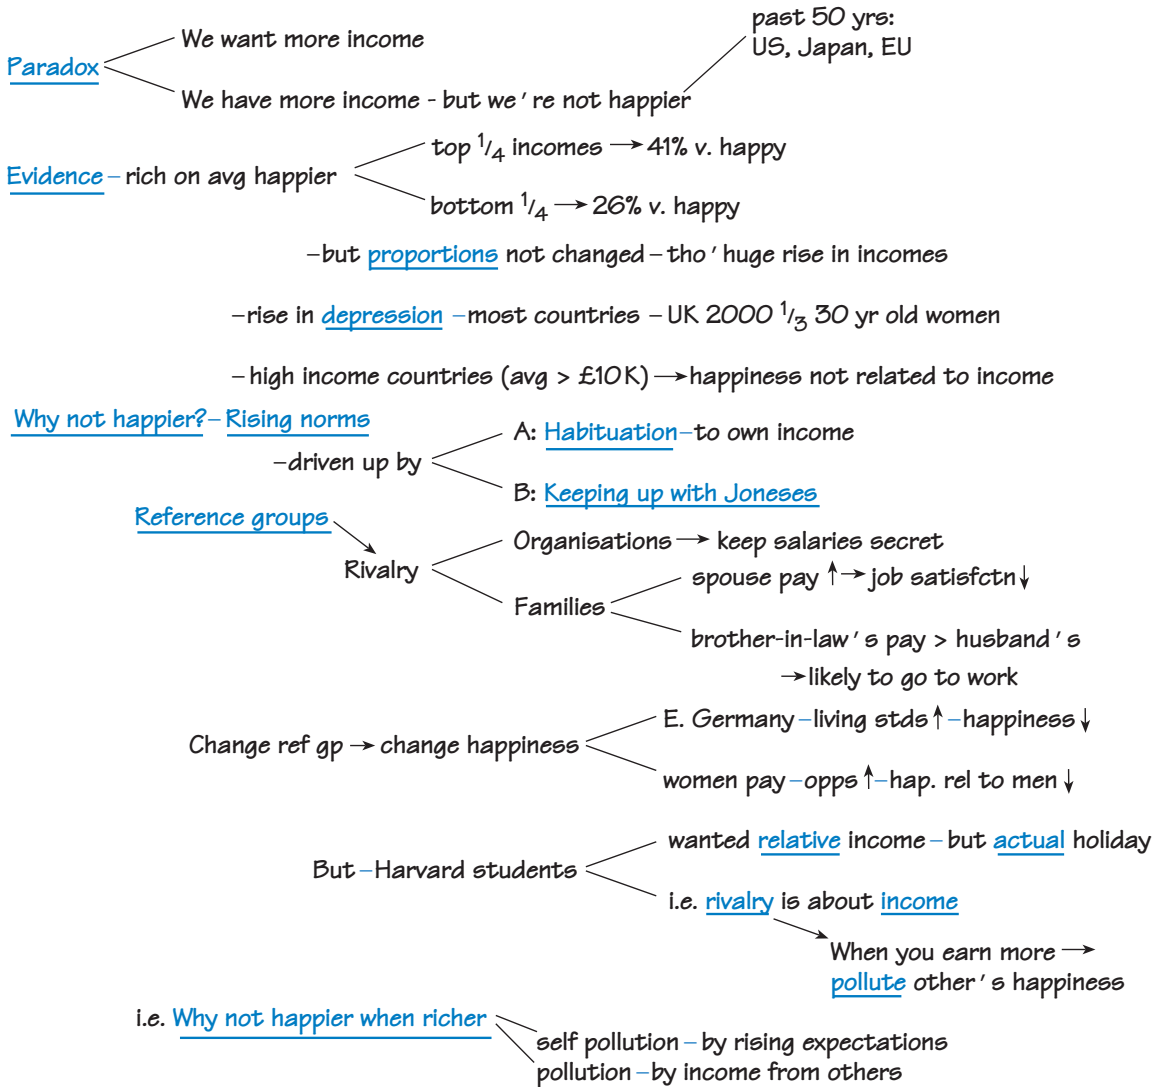 past 50 yrs:
US, Japan, EU
We want more income
Paradox
We have more income - but we're not happier
top 1/4 incomes → 41% v. happy
Evidence – rich on avg happier
bottom 1/4 → 26% v. happy
–but proportions not changed – tho' huge rise in incomes
–rise in depression –most countries – UK 2000 1/3 30 yr old women
– high income countries (avg > £10K) → happiness not related to income
Why not happier? – Rising norms
A: Habituation – to own income
–driven up by
B: Keeping up with Joneses
Reference groups
Organisations → keep salaries secret
Rivalry
spouse pay ↑ → job satisfctn ↓
Families
brother-in-law's pay > husband's
→ likely to go to work
E. Germany – living stds ↑ – happiness ↓
Change ref gp → change happiness
women pay – opps ↑ – hap. rel to men ↓
wanted relative income – but actual holiday
But – Harvard students
i.e. rivalry is about income
When you earn more →
pollute other's happiness
i.e. Why not happier when richer
self pollution – by rising expectations
pollution – by income from others